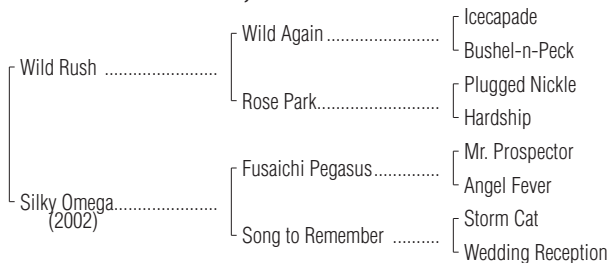 Icecapade
Wild Again ......................
Bushel-n-Peck
Wild Rush ......................
Plugged Nickle
Rose Park........................
Hardship
Mr. Prospector
Fusaichi Pegasus.............
Angel Fever
Silky Omega....................
(2002)
Storm Cat
Song to Remember ..........
Wedding Reception